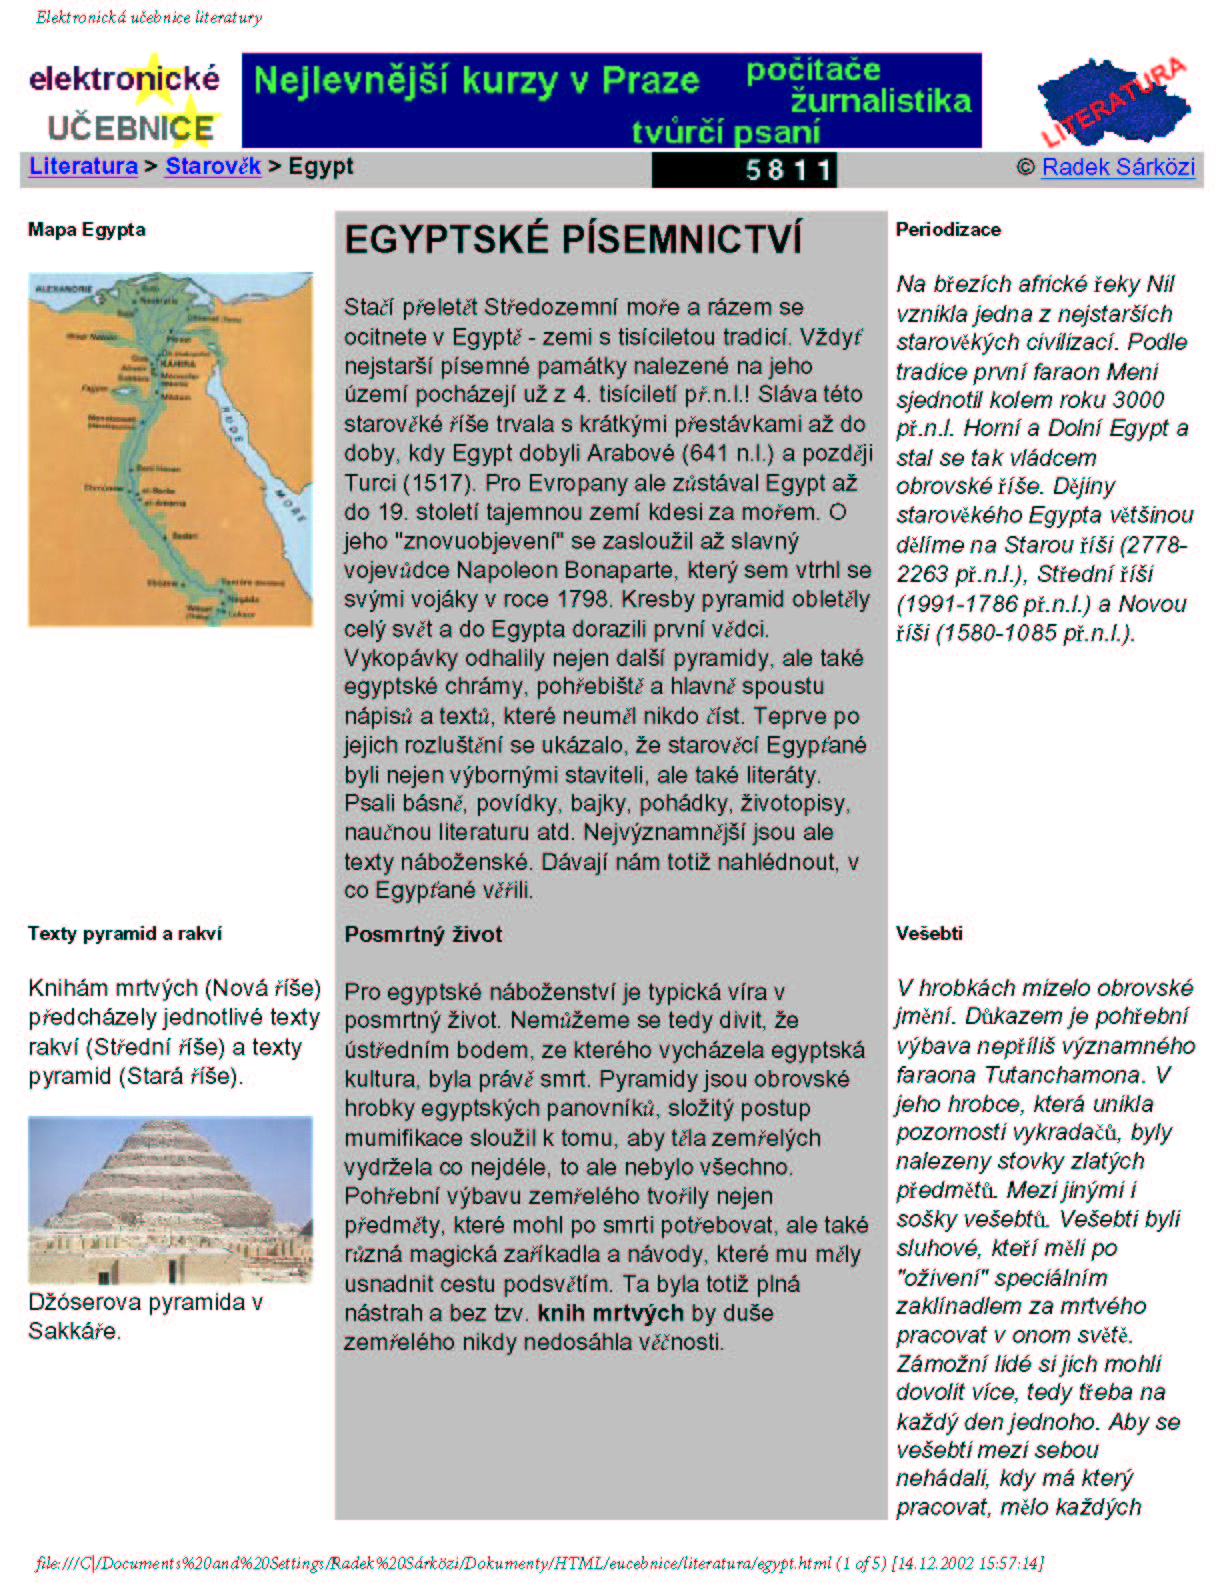 Elektronická učebnice literatury
elektronické
UČEBNICE
Nejlevnější kurzy v Praze
počítače
žurnalistika
tvůrčí psaní
LITERATURA
Literatura > Starověk > Egypt
5811
© Radek Sárközi
Mapa Egypta
ALEXANDRIE
KÁHIRA
RUDÉ
MOŘE
EGYPTSKÉ PÍSEMNICTVÍ
Stačí přeletět Středozemní moře a rázem se
ocitnete v Egyptě - zemi s tisíciletou tradicí. Vždyť
nejstarší písemné památky nalezené na jeho
území pocházejí už z 4. tisíciletí př.n.l.! Sláva této
starověké říše trvala s krátkými přestávkami až do
doby, kdy Egypt dobyli Arabové (641 n.l.) a později
Turci (1517). Pro Evropany ale zůstával Egypt až
do 19. století tajemnou zemí kdesi za mořem. O
jeho "znovuobjevení" se zasloužil až slavný
vojevůdce Napoleon Bonaparte, který sem vtrhl se
svými vojáky v roce 1798. Kresby pyramid obletěly
celý svět a do Egypta dorazili první vědci.
Vykopávky odhalily nejen další pyramidy, ale také
egyptské chrámy, pohřebiště a hlavně spoustu
nápisů a textů, které neuměl nikdo číst. Teprve po
jejich rozluštění se ukázalo, že starověcí Egypťané
byli nejen výbornými staviteli, ale také literáty.
Psali básně, povídky, bajky, pohádky, životopisy,
naučnou literaturu atd. Nejvýznamnější jsou ale
texty náboženské. Dávají nám totiž nahlédnout, v
co Egypťané věřili.
Periodizace
Na březích africké řeky Nil
vznikla jedna z nejstarších
starověkých civilizací. Podle
tradice první faraon Meni
sjednotil kolem roku 3000
př.n.l. Horní a Dolní Egypt a
stal se tak vládcem
obrovské říše. Dějiny
starověkého Egypta většinou
dělíme na Starou říši (2778-
2263 př.n.l.), Střední říši
(1991-1786 př.n.l.) a Novou
říši (1580-1085 př.n.l.).
Texty pyramid a rakví
Knihám mrtvých (Nová říše)
předcházely jednotlivé texty
rakví (Střední říše) a texty
pyramid (Stará říše).
Džóserova pyramida v
Sakkáře.
Posmrtný život
Pro egyptské náboženství je typická víra v
posmrtný život. Nemůžeme se tedy divit, že
ústředním bodem, ze kterého vycházela egyptská
kultura, byla právě smrt. Pyramidy jsou obrovské
hrobky egyptských panovníků, složitý postup
mumifikace sloužil k tomu, aby těla zemřelých
vydržela co nejdéle, to ale nebylo všechno.
Pohřební výbavu zemřelého tvořily nejen
předměty, které mohl po smrti potřebovat, ale také
různá magická zaříkadla a návody, které mu měly
usnadnit cestu podsvětím. Ta byla totiž plná
nástrah a bez tzv. knih mrtvých by duše
zemřelého nikdy nedosáhla věčnosti.
Vešebti
V hrobkách mizelo obrovské
jmění. Důkazem je pohřební
výbava nepříliš významného
faraona Tutanchamona. V
jeho hrobce, která unikla
pozornosti vykradačů, byly
nalezeny stovky zlatých
předmětů. Mezi jinými i
sošky vešebtů. Vešebti byli
sluhové, kteří měli po
"oživení" speciálním
zaklínadlem za mrtvého
pracovat v onom světě.
Zámožní lidé si jich mohli
dovolit více, tedy třeba na
každý den jednoho. Aby se
vešebti mezi sebou
nehádali, kdy má který
pracovat, mělo každých
file:///C|/Documents%20and%20Settings/Radek%20Sárközi/Dokumenty/HTML/eucebnice/literatura/egypt.html (1 of 5) [14.12.2002 15:57:14]